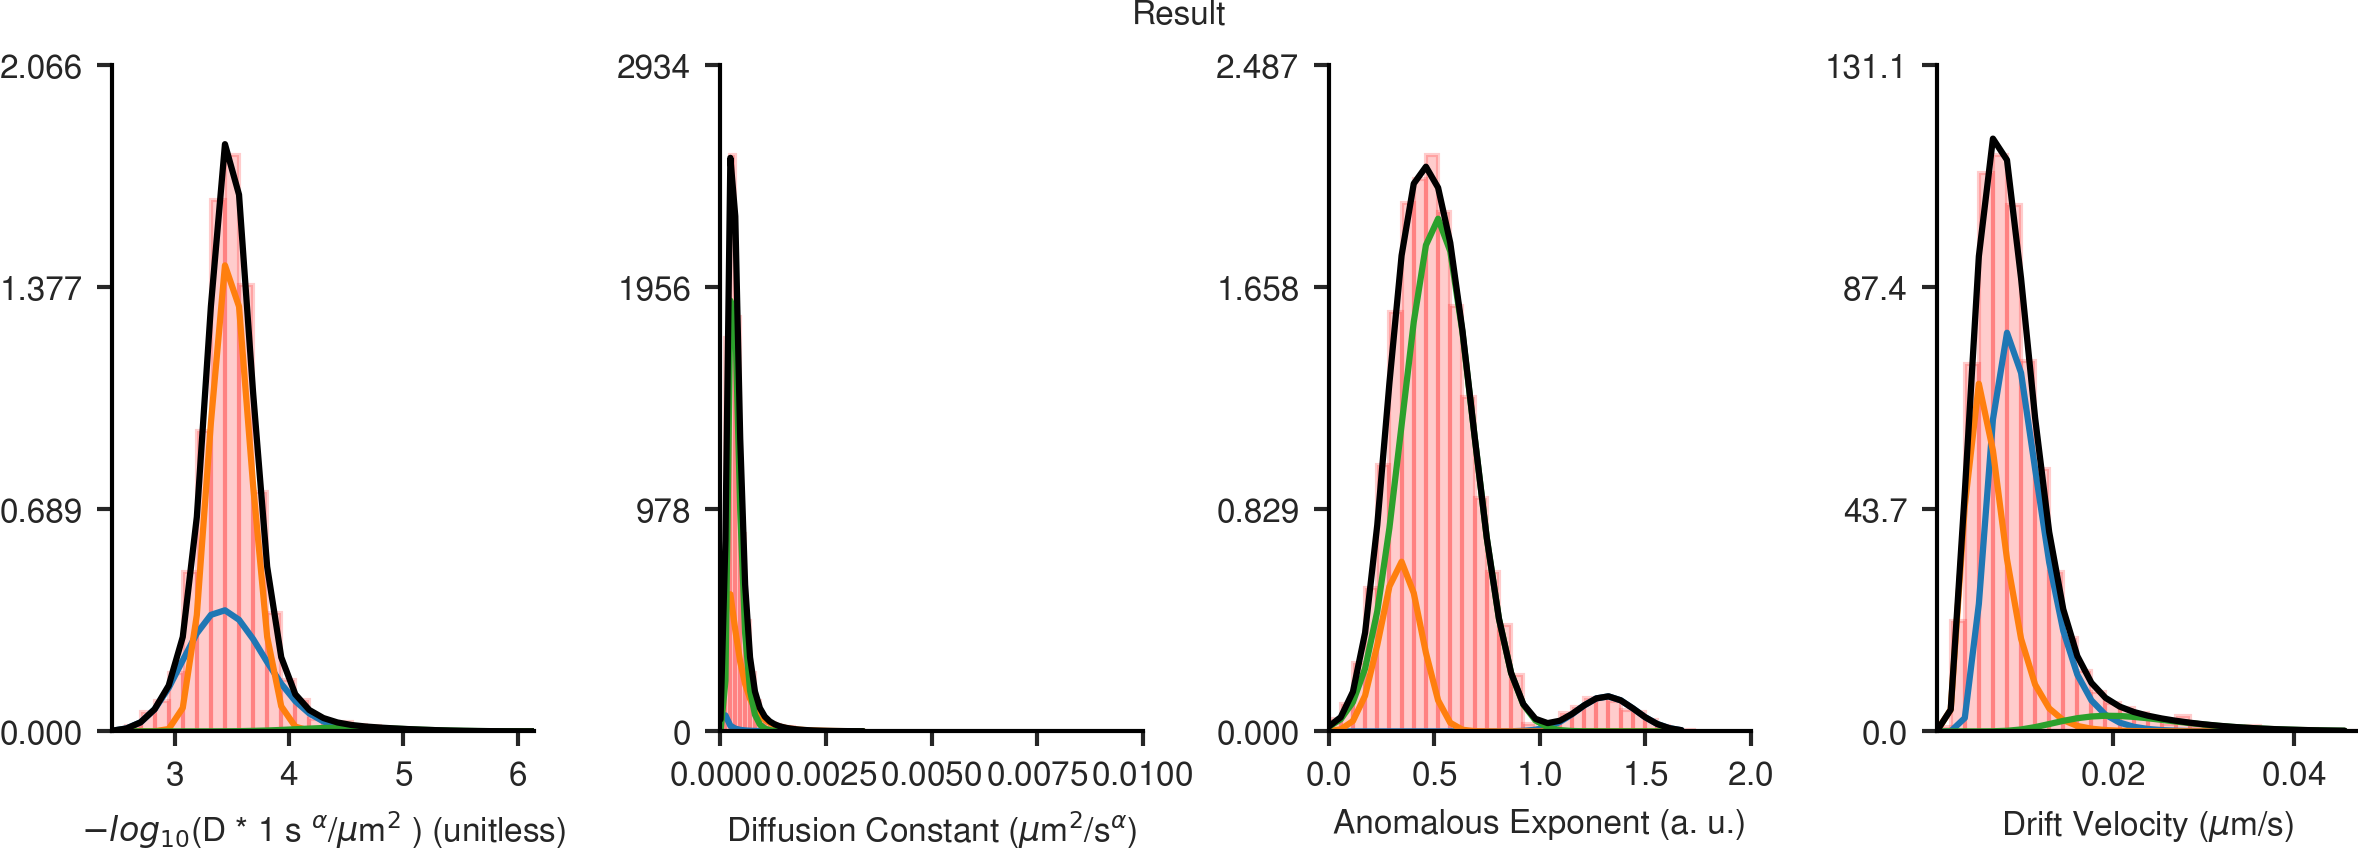 Result
2.066
1.377
0.689
0.000
3 4 5 6
−log₁₀(D * 1 s ᵅ/μm² ) (unitless)
2934
1956
978
0
0.0000 0.0025 0.0050 0.0075 0.0100
Diffusion Constant (μm²/sᵅ)
2.487
1.658
0.829
0.000
0.0 0.5 1.0 1.5 2.0
Anomalous Exponent (a. u.)
131.1
87.4
43.7
0.0
0.02 0.04
Drift Velocity (μm/s)